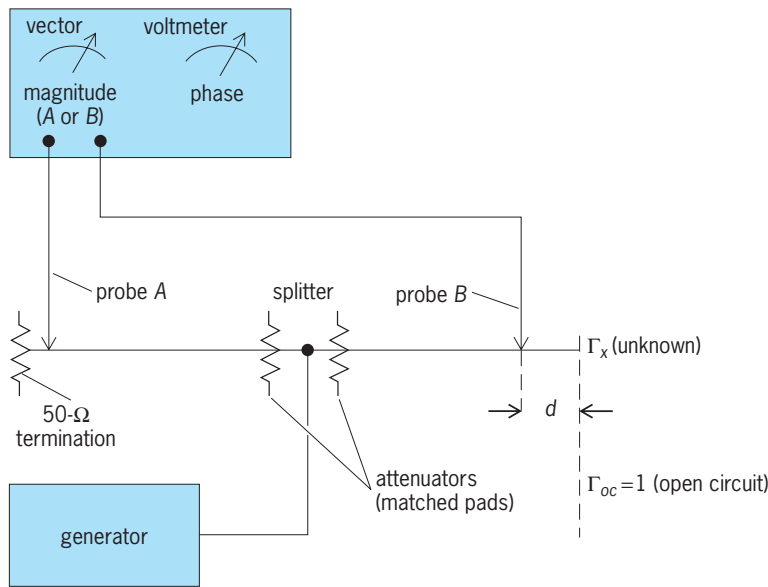 vector voltmeter
magnitude
(A or B)
phase
probe A
splitter
probe B
Γx (unknown)
50-Ω
termination
d
attenuators
(matched pads)
Γoc = 1 (open circuit)
generator